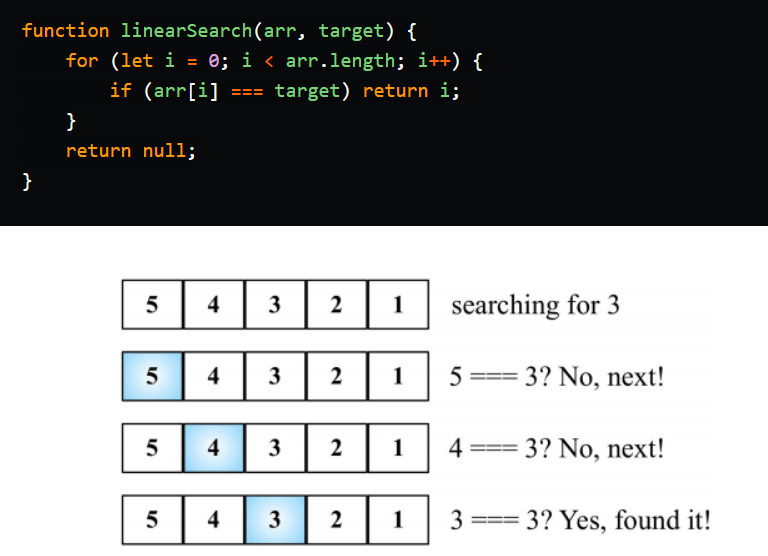 function linearSearch(arr, target) {
    for (let i = 0; i < arr.length; i++) {
        if (arr[i] === target) return i;
    }
    return null;
}
5 4 3 2 1 searching for 3
5 4 3 2 1 5 === 3? No, next!
5 4 3 2 1 4 === 3? No, next!
5 4 3 2 1 3 === 3? Yes, found it!